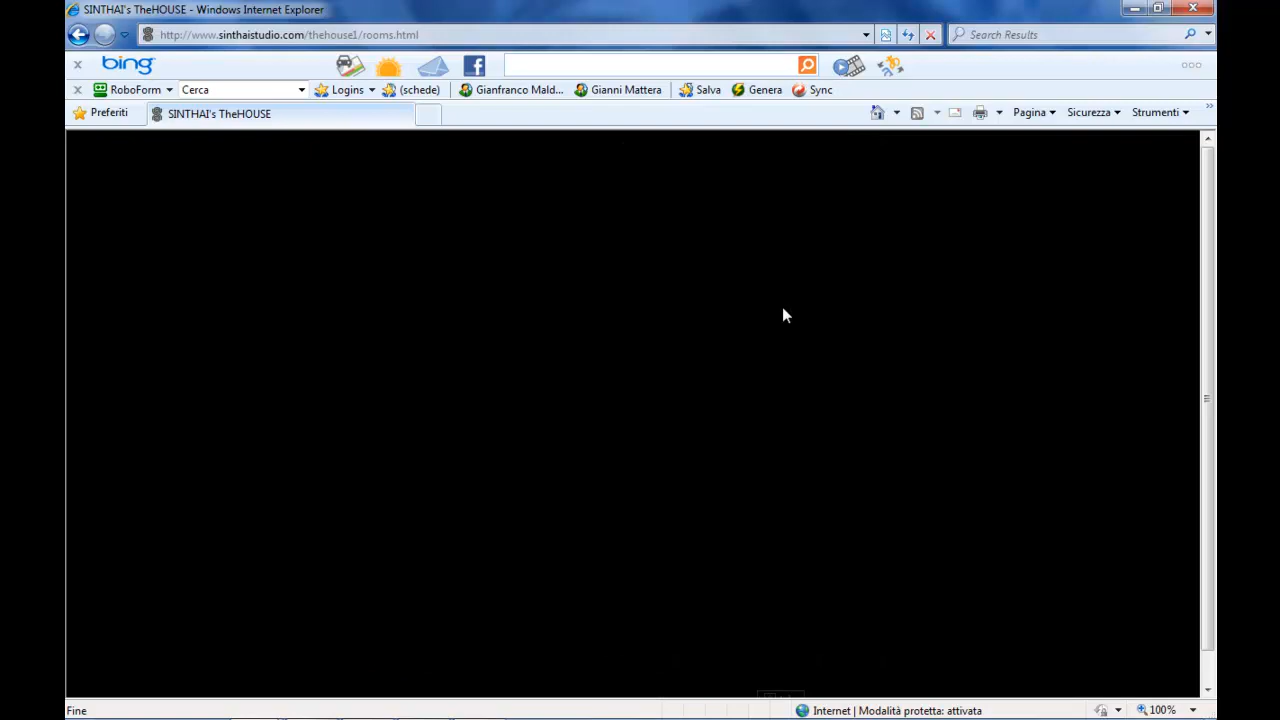 SINTHAI's TheHOUSE - Windows Internet Explorer
http://www.sinthaistudio.com/thehouse1/rooms.html
Search Results
bing
RoboForm Cerca Logins (schede) Gianfranco Mald... Gianni Mattera Salva Genera Sync
Preferiti SINTHAI's TheHOUSE Pagina Sicurezza Strumenti
Fine Internet | Modalità protetta: attivata 100%